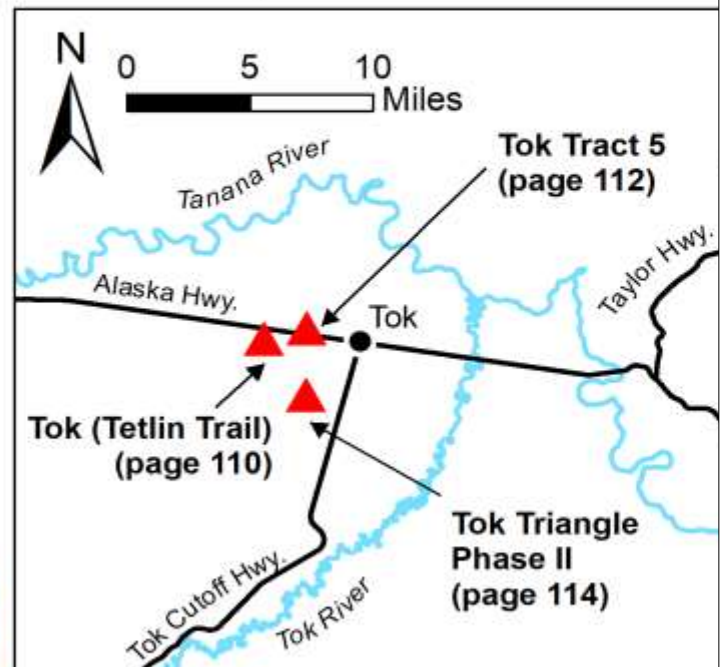 N
0 5 10
Miles
Tanana River
Tok Tract 5
(page 112)
Taylor Hwy.
Alaska Hwy.
Tok
Tok (Tetlin Trail)
(page 110)
Tok Triangle
Phase II
(page 114)
Tok Cutoff Hwy.
Tok River